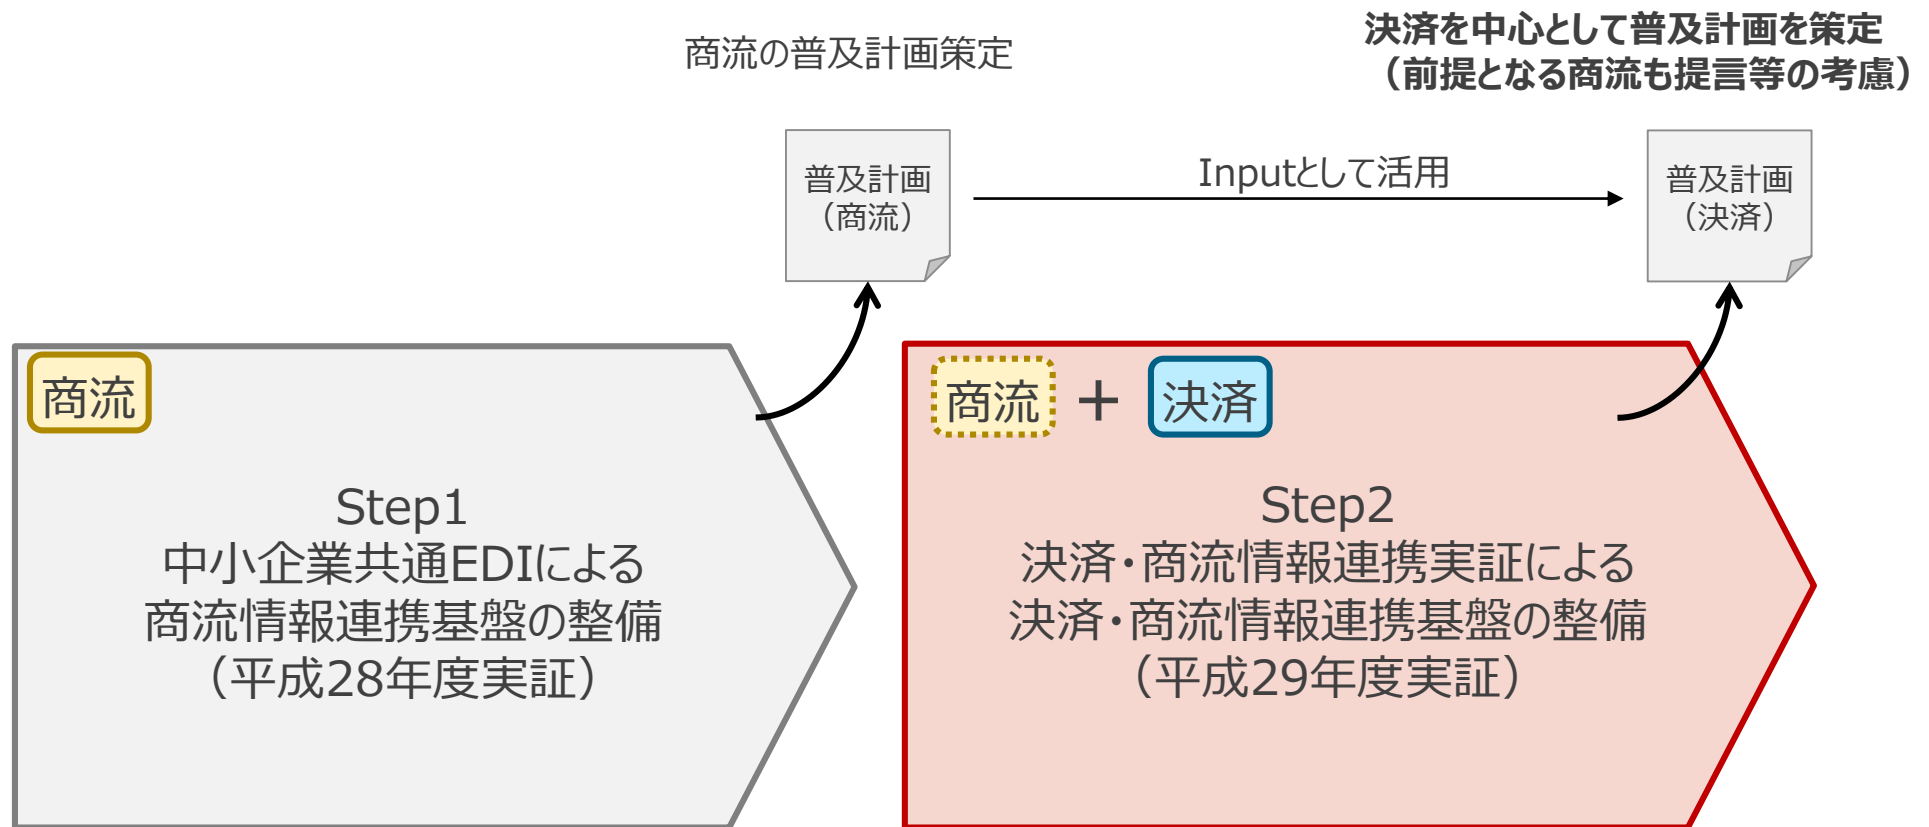 商流の普及計画策定
決済を中心として普及計画を策定
（前提となる商流も提言等の考慮）
普及計画
（商流）
Inputとして活用
普及計画
（決済）
商流
Step1
中小企業共通EDIによる
商流情報連携基盤の整備
（平成28年度実証）
商流 + 決済
Step2
決済・商流情報連携実証による
決済・商流情報連携基盤の整備
（平成29年度実証）